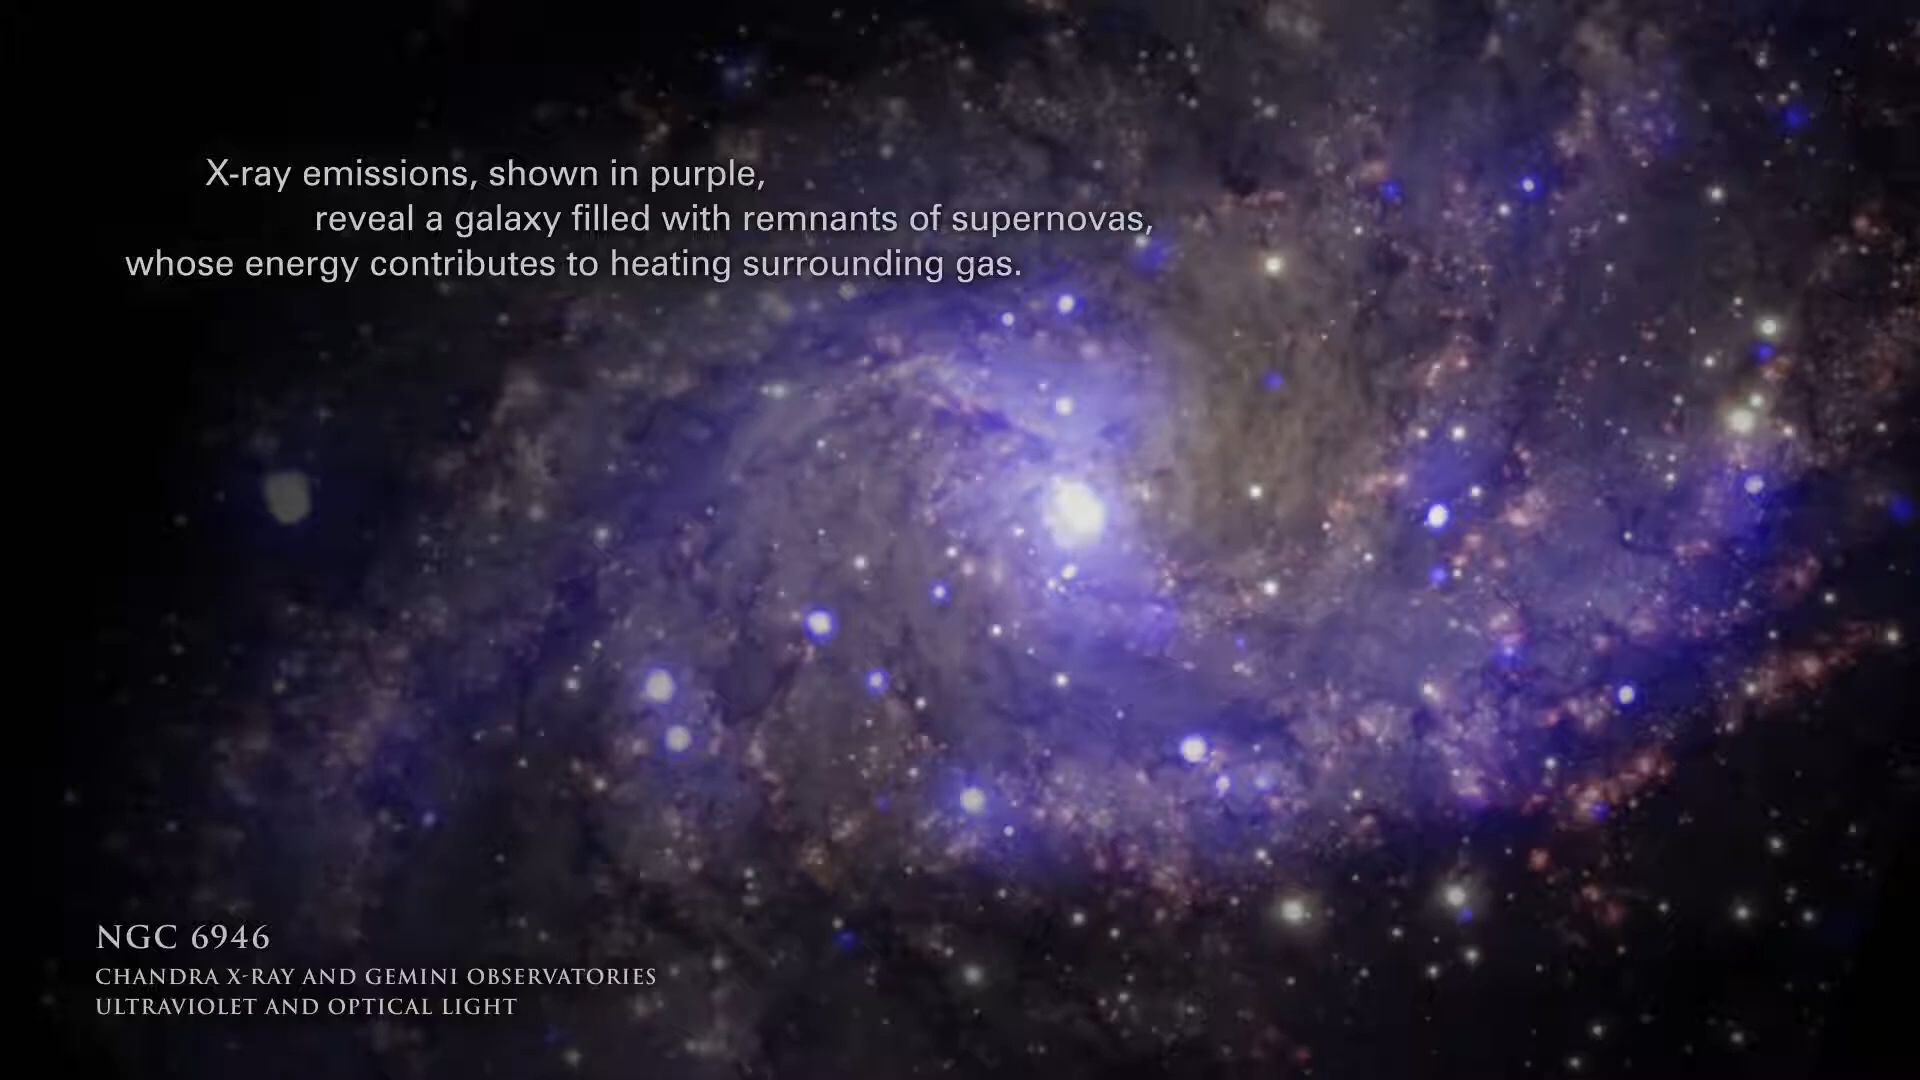 X-ray emissions, shown in purple,
reveal a galaxy filled with remnants of supernovas,
whose energy contributes to heating surrounding gas.
NGC 6946
CHANDRA X-RAY AND GEMINI OBSERVATORIES
ULTRAVIOLET AND OPTICAL LIGHT